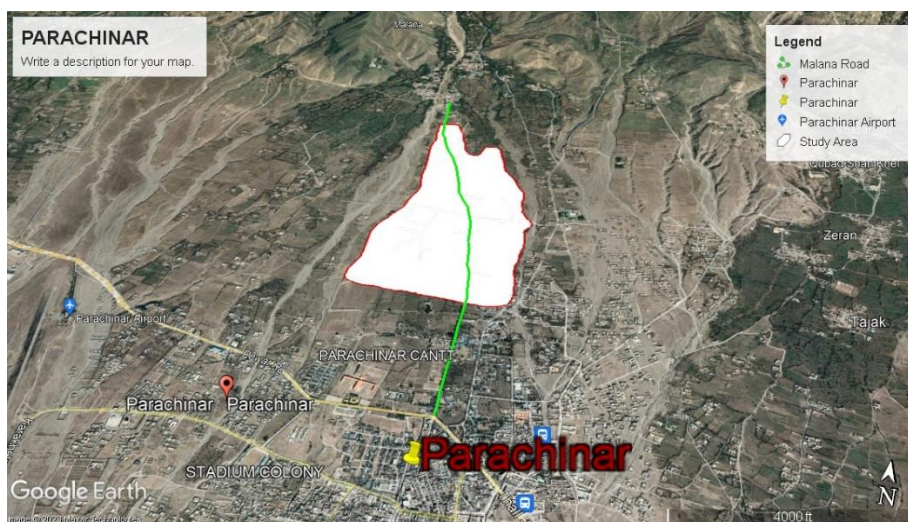 PARACHINAR
Write a description for your map.
Malana
Legend
Malana Road
Parachinar
Parachinar
Parachinar Airport
Study Area
Zeran
Tajak
Parachinar Airport
PARACHINAR CANTT.
Parachinar Parachinar
Parachinar
STADIUM COLONY
Google Earth
N
4000 ft